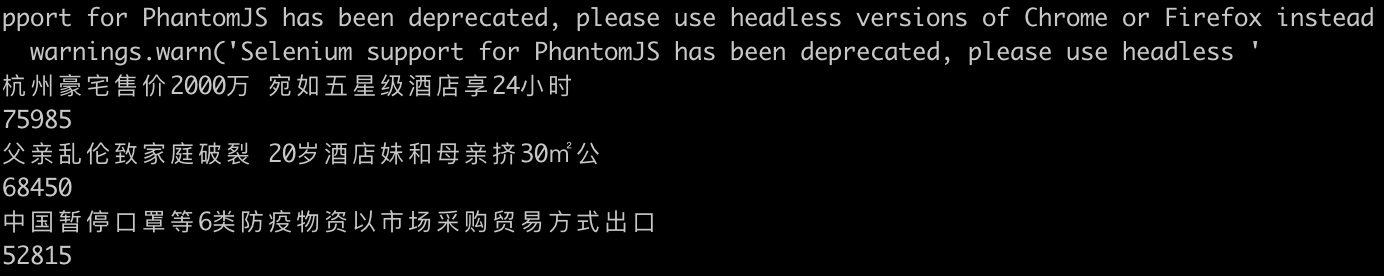 pport for PhantomJS has been deprecated, please use headless versions of Chrome or Firefox instead
warnings.warn('Selenium support for PhantomJS has been deprecated, please use headless '
杭州豪宅售价2000万 宛如五星级酒店享24小时
75985
父亲乱伦致家庭破裂 20岁酒店妹和母亲挤30㎡公
68450
中国暂停口罩等6类防疫物资以市场采购贸易方式出口
52815